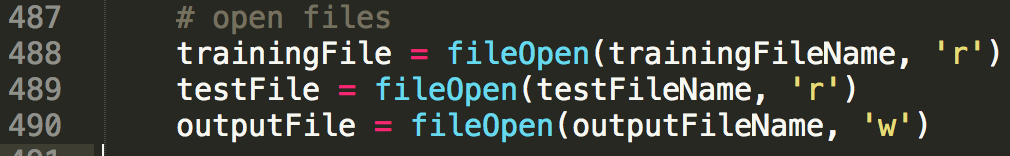 487 # open files
488 trainingFile = fileOpen(trainingFileName, 'r')
489 testFile = fileOpen(testFileName, 'r')
490 outputFile = fileOpen(outputFileName, 'w')